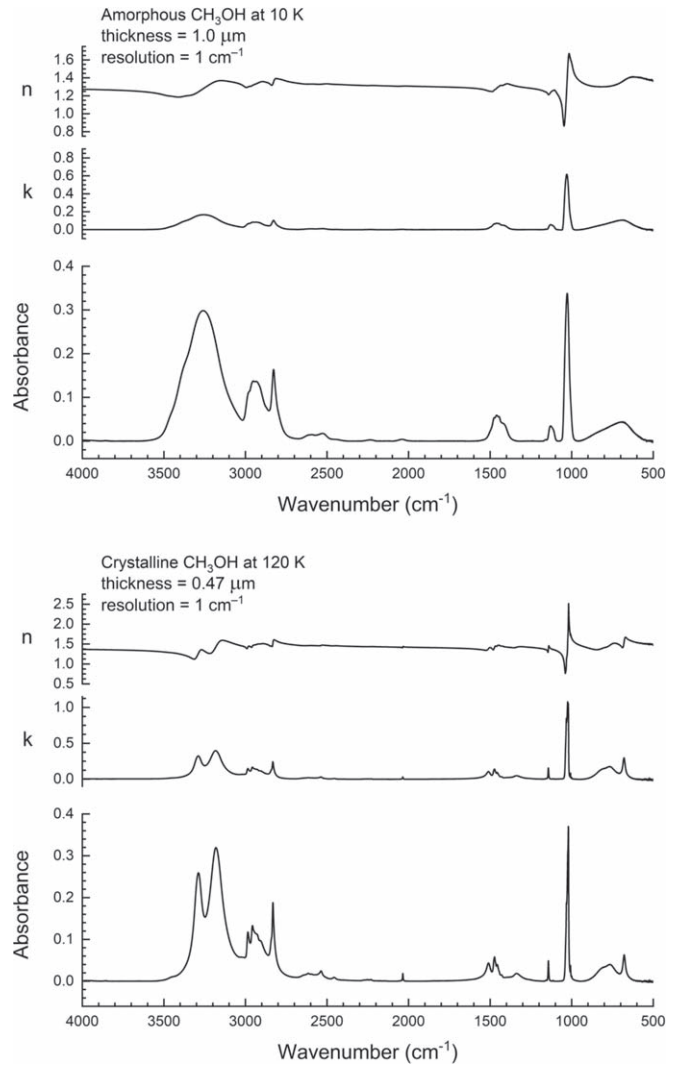 Amorphous CH₃OH at 10 K
thickness = 1.0 μm
resolution = 1 cm⁻¹
n
1.6
1.4
1.2
1.0
0.8
k
0.8
0.6
0.4
0.2
0.0
Absorbance
0.4
0.3
0.2
0.1
0.0
4000 3500 3000 2500 2000 1500 1000 500
Wavenumber (cm⁻¹)
Crystalline CH₃OH at 120 K
thickness = 0.47 μm
resolution = 1 cm⁻¹
n
2.5
2.0
1.5
1.0
0.5
k
1.0
0.5
0.0
Absorbance
0.4
0.3
0.2
0.1
0.0
4000 3500 3000 2500 2000 1500 1000 500
Wavenumber (cm⁻¹)